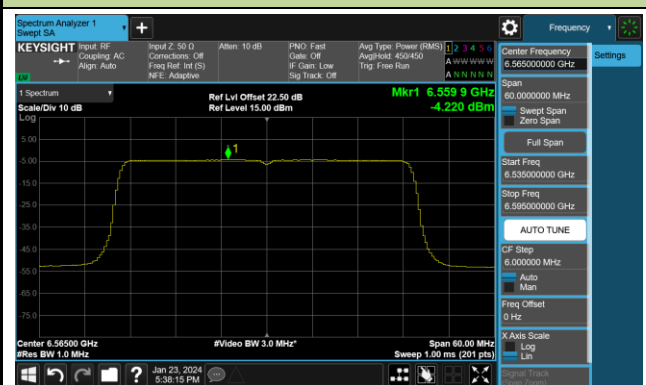 Spectrum Analyzer 1
Swept SA
+
Frequency
KEYSIGHT
Input: RF
Coupling: AC
Align: Auto
Input Z: 50 Ω
Corrections: Off
Freq Ref: Int (S)
NFE: Adaptive
Atten: 10 dB
PNO: Fast
Gate: Off
IF Gain: Low
Sig Track: Off
Avg Type: Power (RMS)
Avg|Hold: 450/450
Trig: Free Run
1 2 3 4 5 6
A W W W W W
A N N N N N
LV
1 Spectrum
Scale/Div 10 dB
Log
Ref Lvl Offset 22.50 dB
Ref Level 15.00 dBm
Mkr1 6.559 9 GHz
-4.220 dBm
1
5.00
-5.00
-15.0
-25.0
-35.0
-45.0
-55.0
-65.0
-75.0
Center 6.56500 GHz
#Res BW 1.0 MHz
#Video BW 3.0 MHz*
Span 60.00 MHz
Sweep 1.00 ms (201 pts)
Center Frequency
6.565000000 GHz
Span
60.0000000 MHz
Swept Span
Zero Span
Full Span
Start Freq
6.535000000 GHz
Stop Freq
6.595000000 GHz
AUTO TUNE
CF Step
6.000000 MHz
Auto
Man
Freq Offset
0 Hz
X Axis Scale
Log
Lin
Signal Track
(Span Zoom)
Settings
?
Jan 23, 2024
5:38:15 PM